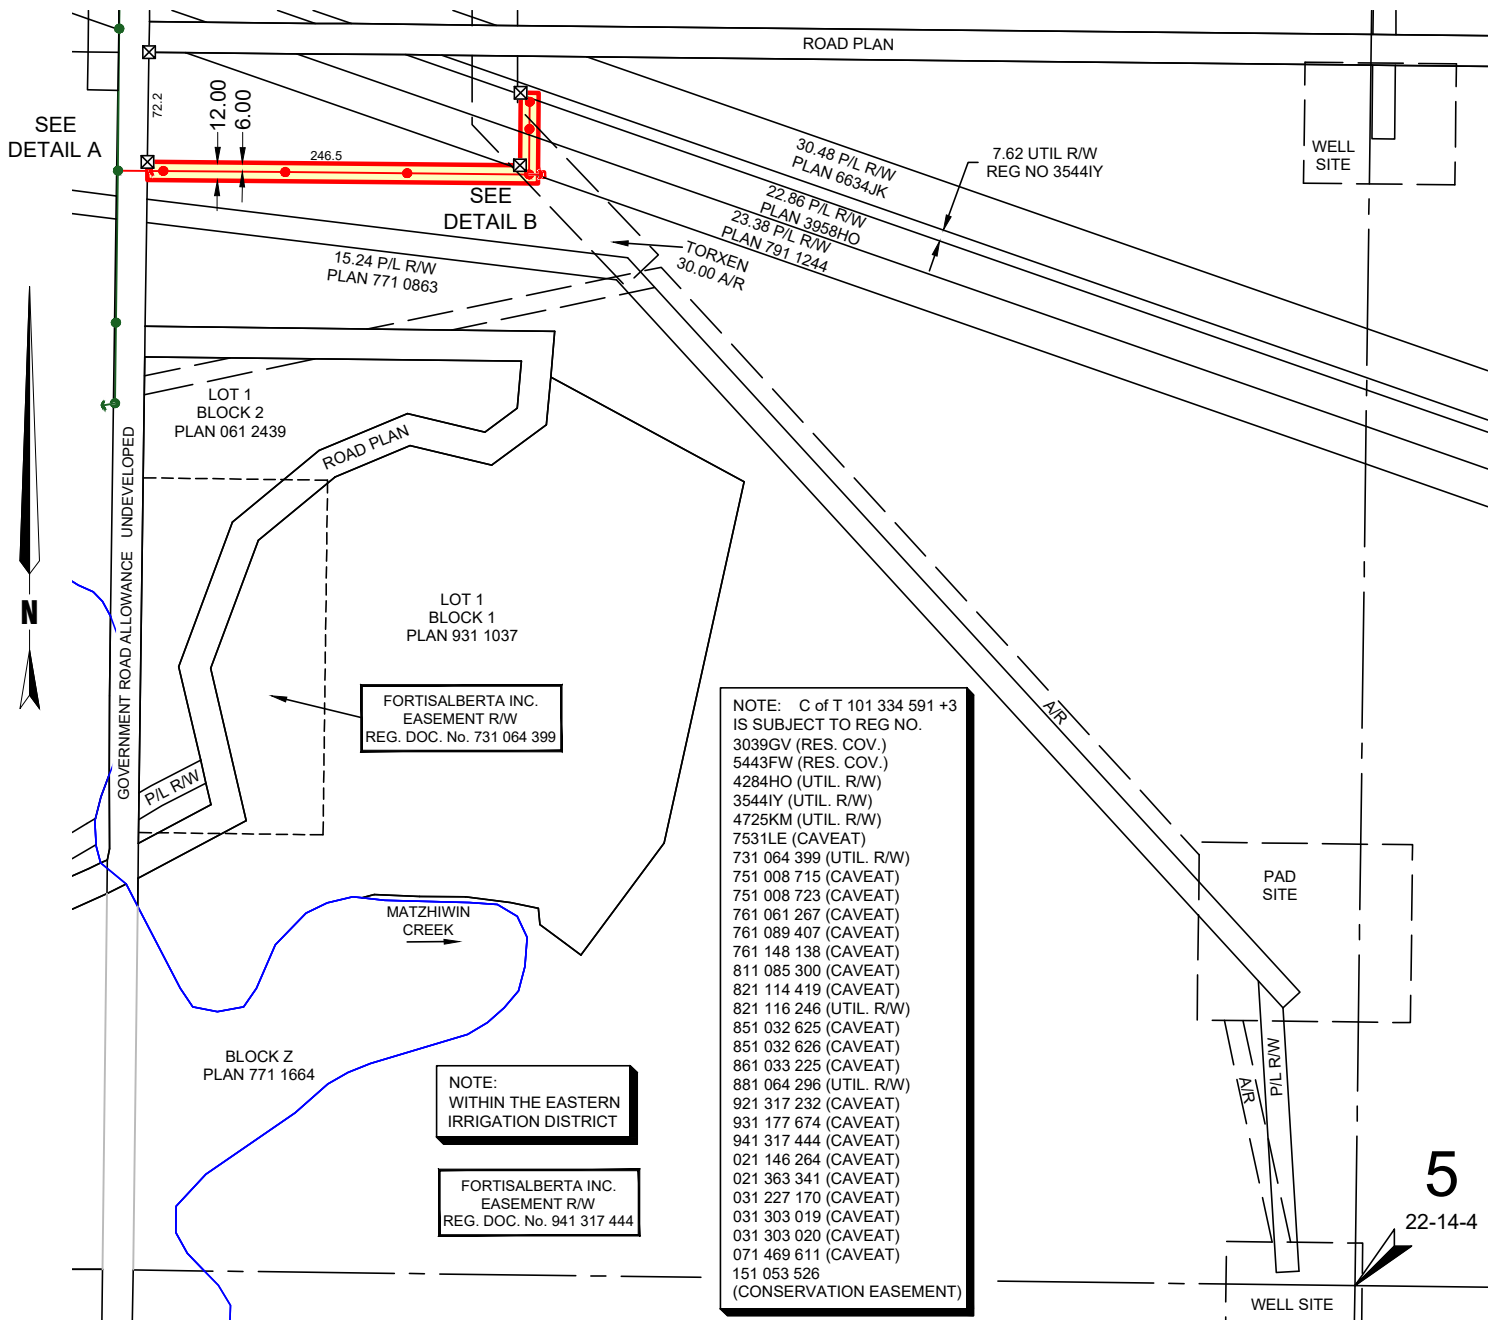 ROAD PLAN
SEE
DETAIL A
72.2
12.00
6.00
246.5
SEE
DETAIL B
30.48 P/L R/W
PLAN 6634JK
7.62 UTIL R/W
REG NO 3544IY
WELL
SITE
22.86 P/L R/W
PLAN 3958HO
23.38 P/L R/W
PLAN 791 1244
TORXEN
30.00 A/R
15.24 P/L R/W
PLAN 771 0863
LOT 1
BLOCK 2
PLAN 061 2439
ROAD PLAN
GOVERNMENT ROAD ALLOWANCE UNDEVELOPED
N
LOT 1
BLOCK 1
PLAN 931 1037
FORTISALBERTA INC.
EASEMENT R/W
REG. DOC. No. 731 064 399
P/L R/W
A/R
NOTE: C of T 101 334 591 +3
IS SUBJECT TO REG NO.
3039GV (RES. COV.)
5443FW (RES. COV.)
4284HO (UTIL. R/W)
3544IY (UTIL. R/W)
4725KM (UTIL. R/W)
7531LE (CAVEAT)
731 064 399 (UTIL. R/W)
751 008 715 (CAVEAT)
751 008 723 (CAVEAT)
761 061 267 (CAVEAT)
761 089 407 (CAVEAT)
761 148 138 (CAVEAT)
811 085 300 (CAVEAT)
821 114 419 (CAVEAT)
821 116 246 (UTIL. R/W)
851 032 625 (CAVEAT)
851 032 626 (CAVEAT)
861 033 225 (CAVEAT)
881 064 296 (UTIL. R/W)
921 317 232 (CAVEAT)
931 177 674 (CAVEAT)
941 317 444 (CAVEAT)
021 146 264 (CAVEAT)
021 363 341 (CAVEAT)
031 227 170 (CAVEAT)
031 303 019 (CAVEAT)
031 303 020 (CAVEAT)
071 469 611 (CAVEAT)
151 053 526
(CONSERVATION EASEMENT)
PAD
SITE
MATZHIWIN
CREEK
BLOCK Z
PLAN 771 1664
NOTE:
WITHIN THE EASTERN
IRRIGATION DISTRICT
FORTISALBERTA INC.
EASEMENT R/W
REG. DOC. No. 941 317 444
A/R
P/L R/W
5
22-14-4
WELL SITE